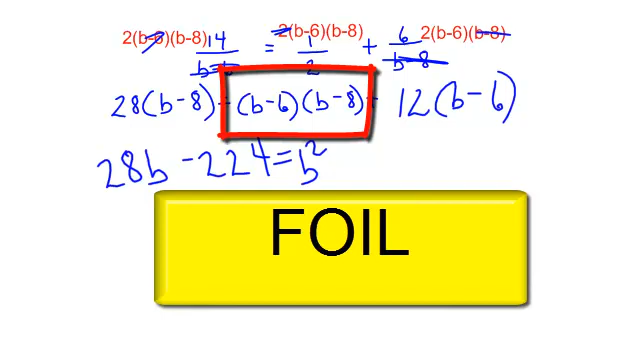 2(b-6)(b-8) 14/(b-6) = 2(b-6)(b-8) 1/2 + 6/(b-8) 2(b-6)(b-8)
28(b-8) (b-6)(b-8) 12(b-6)
28b - 224 = b²
FOIL